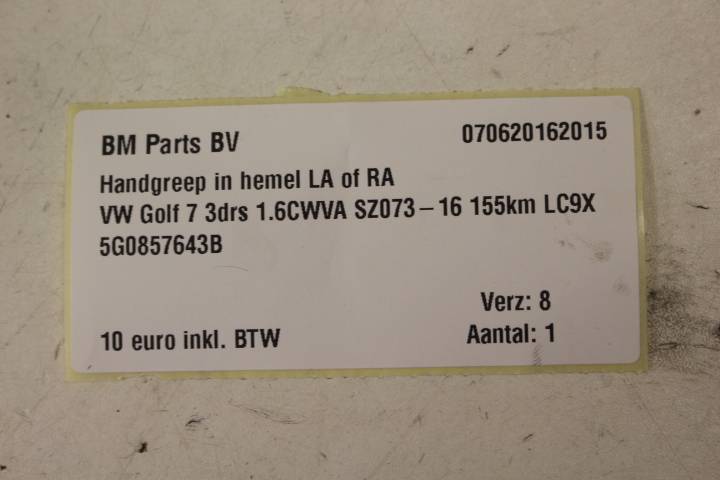 BM Parts BV 070620162015
Handgreep in hemel LA of RA
VW Golf 7 3drs 1.6CWVA SZ073-16 155km LC9X
5G0857643B
Verz: 8
10 euro inkl. BTW Aantal: 1